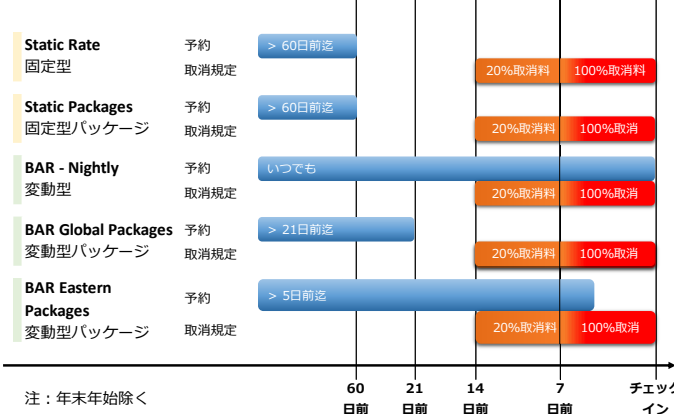 Static Rate
固定型
予約
> 60日前迄
取消規定
20%取消料
100%取消料
Static Packages
固定型パッケージ
予約
> 60日前迄
取消規定
20%取消料
100%取消
BAR - Nightly
変動型
予約
いつでも
取消規定
20%取消料
100%取消
BAR Global Packages
変動型パッケージ
予約
> 21日前迄
取消規定
20%取消料
100%取消
BAR Eastern
Packages
変動型パッケージ
予約
> 5日前迄
取消規定
20%取消料
100%取消
60
日前
21
日前
14
日前
7
日前
チェック
イン
注：年末年始除く